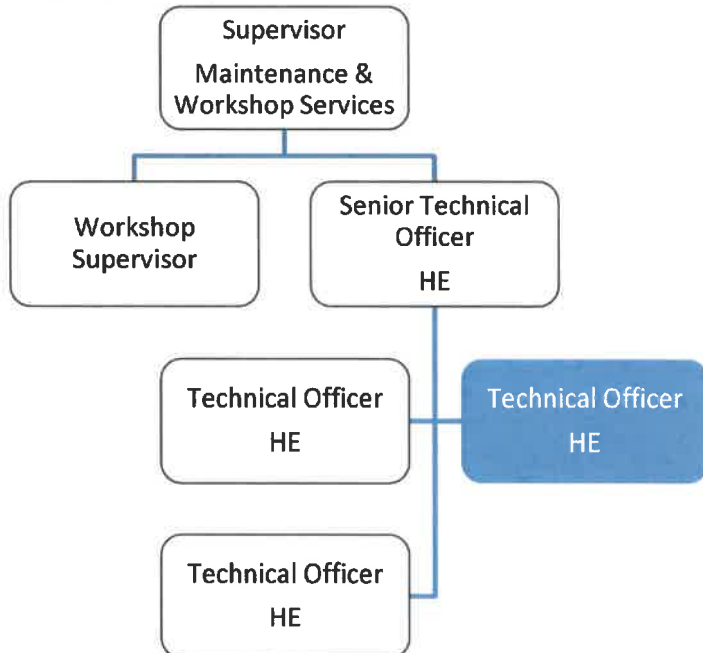 Supervisor
Maintenance &
Workshop Services
Workshop
Supervisor
Senior Technical
Officer
HE
Technical Officer
HE
Technical Officer
HE
Technical Officer
HE